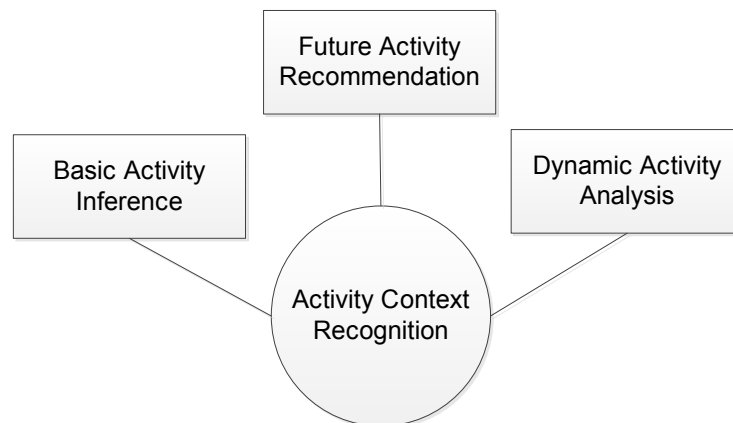 Future Activity
Recommendation
Basic Activity
Inference
Dynamic Activity
Analysis
Activity Context
Recognition